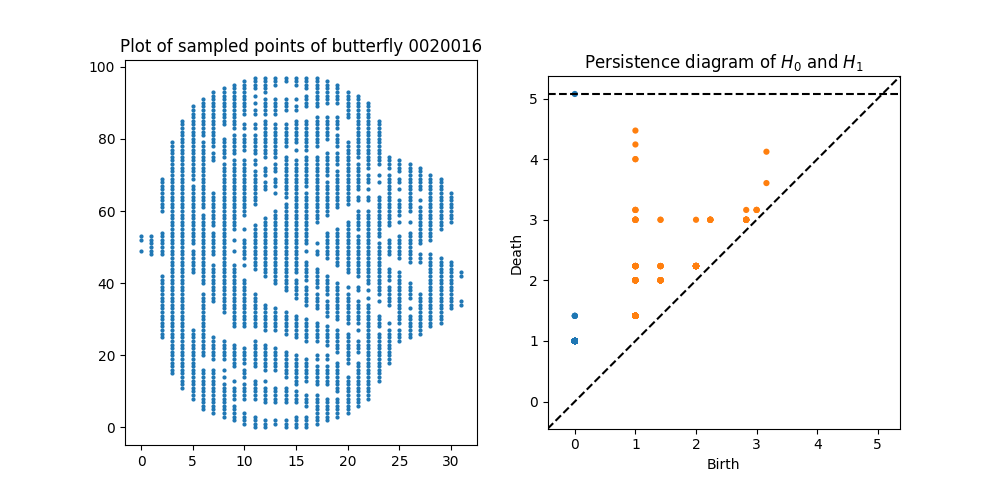 Plot of sampled points of butterfly 0020016
100
80
60
40
20
0
0 5 10 15 20 25 30
Persistence diagram of H₀ and H₁
5
4
3
2
1
0
Death
0 1 2 3 4 5
Birth